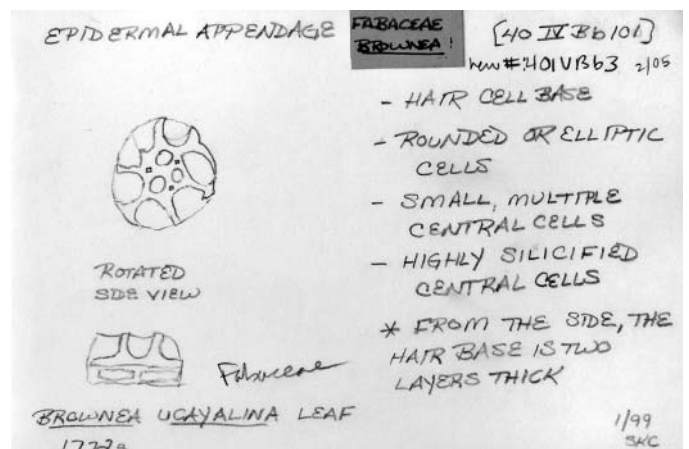 EPIDERMAL APPENDAGE
FABACEAE
BROWNEA !
[40 IV Bb 101]
new # 401VBb3 2/05
- HAIR CELL BASE
- ROUNDED OR ELLIPTIC
CELLS
- SMALL, MULTIPLE
CENTRAL CELLS
- HIGHLY SILICIFIED
CENTRAL CELLS
* FROM THE SIDE, THE
HAIR BASE IS TWO
LAYERS THICK
ROTATED
SIDE VIEW
Fabaceae
BROWNEA UCAYALINA LEAF
1/99
SKC